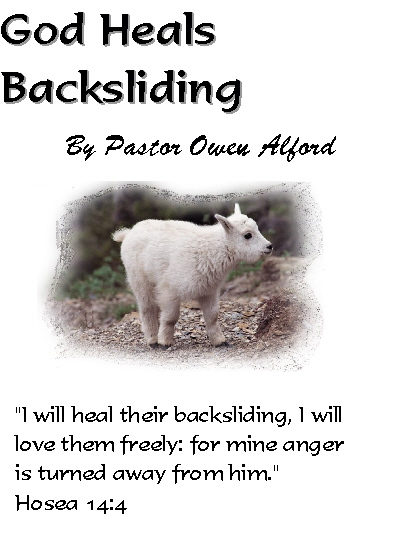 God Heals
Backsliding
By Pastor Owen Alford
"I will heal their backsliding, I will
love them freely: for mine anger
is turned away from him."
Hosea 14:4